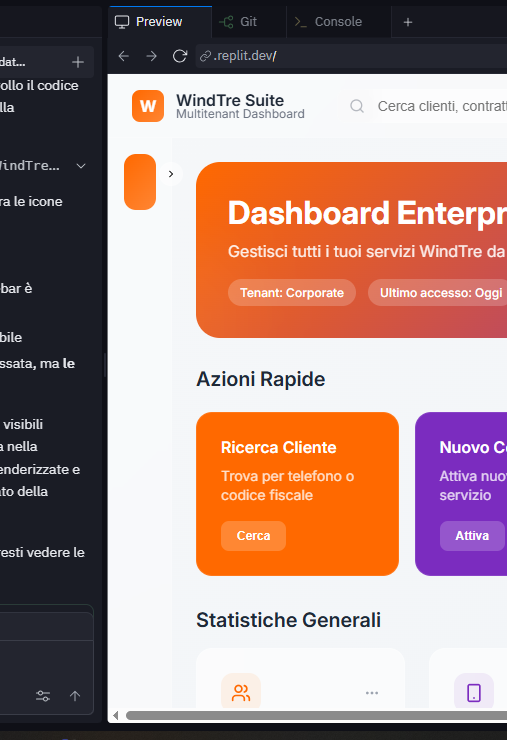 Preview
Git
Console
dat...
.replit.dev/
ollo il codice
lla
WindTre...
ra le icone
bar è
bile
ssata, ma le
visibili
a nella
enderizzate e
to della
resti vedere le
W
WindTre Suite
Multitenant Dashboard
Cerca clienti, contratt
Dashboard Enterpr
Gestisci tutti i tuoi servizi WindTre da
Tenant: Corporate
Ultimo accesso: Oggi
Azioni Rapide
Ricerca Cliente
Trova per telefono o
codice fiscale
Cerca
Nuovo Co
Attiva nuov
servizio
Attiva
Statistiche Generali